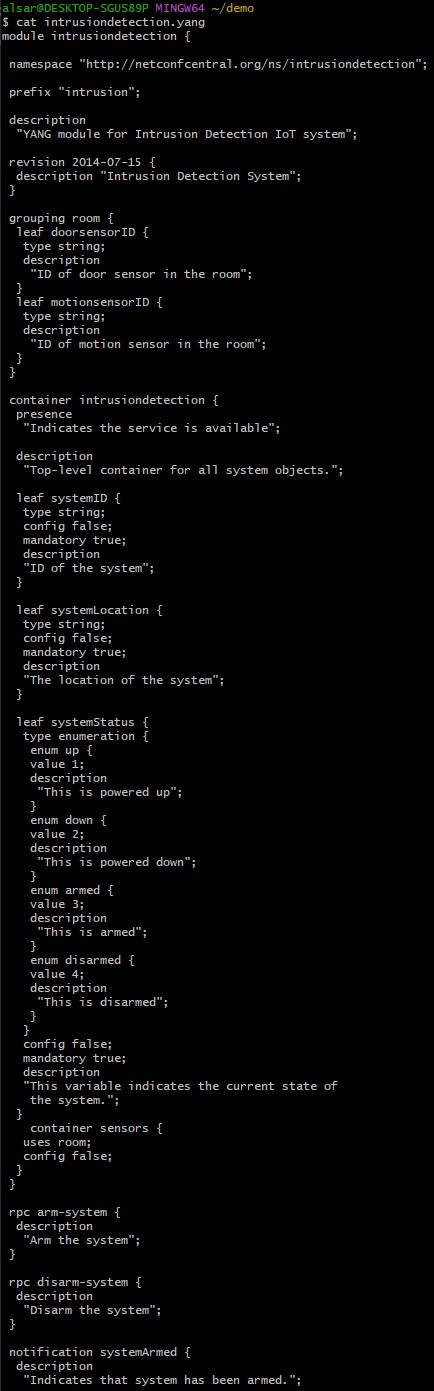 alsar@DESKTOP-SGUS89P MINGW64 ~/demo
$ cat intrusiondetection.yang
module intrusiondetection {
namespace "http://netconfcentral.org/ns/intrusiondetection";
prefix "intrusion";
description
"YANG module for Intrusion Detection IoT system";
revision 2014-07-15 {
description "Intrusion Detection System";
}
grouping room {
leaf doorsensorID {
type string;
description
"ID of door sensor in the room";
}
leaf motionsensorID {
type string;
description
"ID of motion sensor in the room";
}
}
container intrusiondetection {
presence
"Indicates the service is available";
description
"Top-level container for all system objects.";
leaf systemID {
type string;
config false;
mandatory true;
description
"ID of the system";
}
leaf systemLocation {
type string;
config false;
mandatory true;
description
"The location of the system";
}
leaf systemStatus {
type enumeration {
enum up {
value 1;
description
"This is powered up";
}
enum down {
value 2;
description
"This is powered down";
}
enum armed {
value 3;
description
"This is armed";
}
enum disarmed {
value 4;
description
"This is disarmed";
}
}
config false;
mandatory true;
description
"This variable indicates the current state of
the system.";
}
container sensors {
uses room;
config false;
}
}
rpc arm-system {
description
"Arm the system";
}
rpc disarm-system {
description
"Disarm the system";
}
notification systemArmed {
description
"Indicates that system has been armed.";